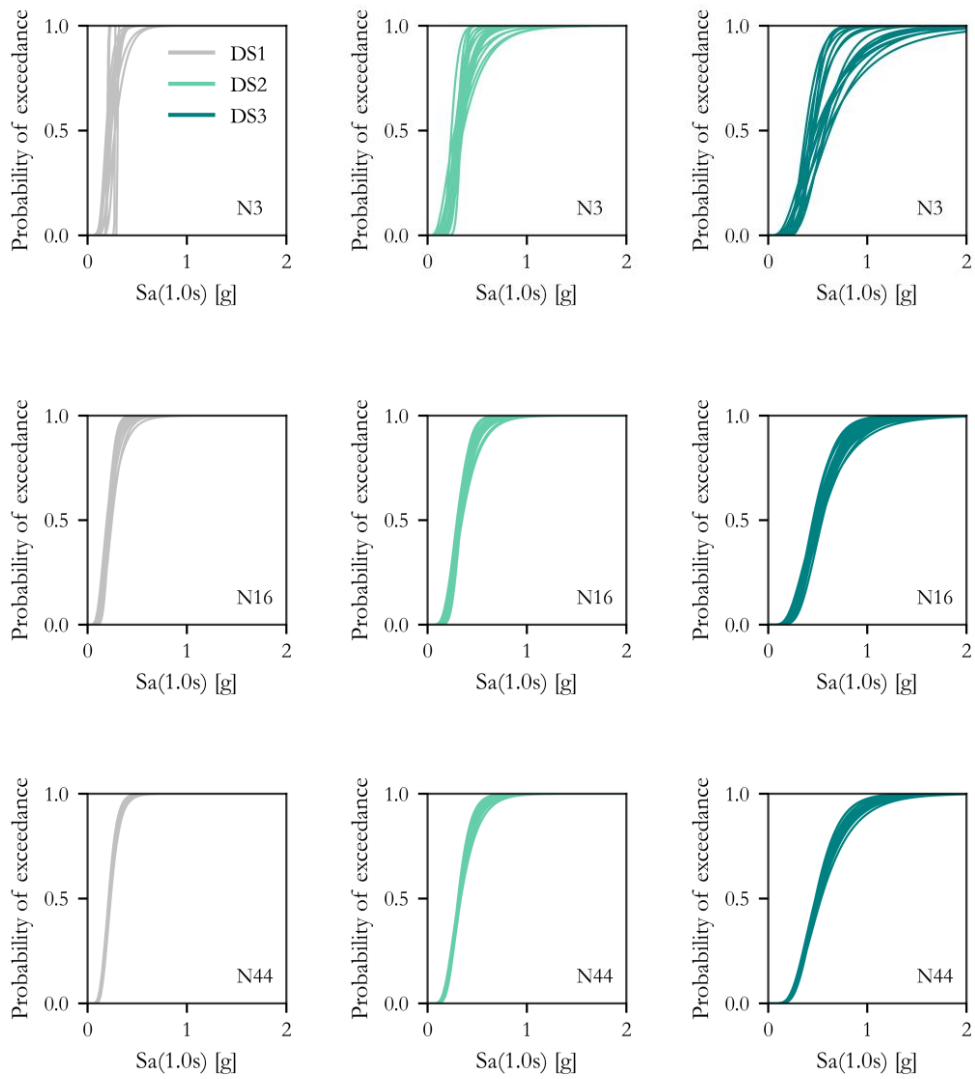 Probability of exceedance
1.0
0.5
0.0
DS1
DS2
DS3
N3
0 1 2
Sa(1.0s) [g]
Probability of exceedance
1.0
0.5
0.0
N3
0 1 2
Sa(1.0s) [g]
Probability of exceedance
1.0
0.5
0.0
N3
0 1 2
Sa(1.0s) [g]
Probability of exceedance
1.0
0.5
0.0
N16
0 1 2
Sa(1.0s) [g]
Probability of exceedance
1.0
0.5
0.0
N16
0 1 2
Sa(1.0s) [g]
Probability of exceedance
1.0
0.5
0.0
N16
0 1 2
Sa(1.0s) [g]
Probability of exceedance
1.0
0.5
0.0
N44
0 1 2
Sa(1.0s) [g]
Probability of exceedance
1.0
0.5
0.0
N44
0 1 2
Sa(1.0s) [g]
Probability of exceedance
1.0
0.5
0.0
N44
0 1 2
Sa(1.0s) [g]